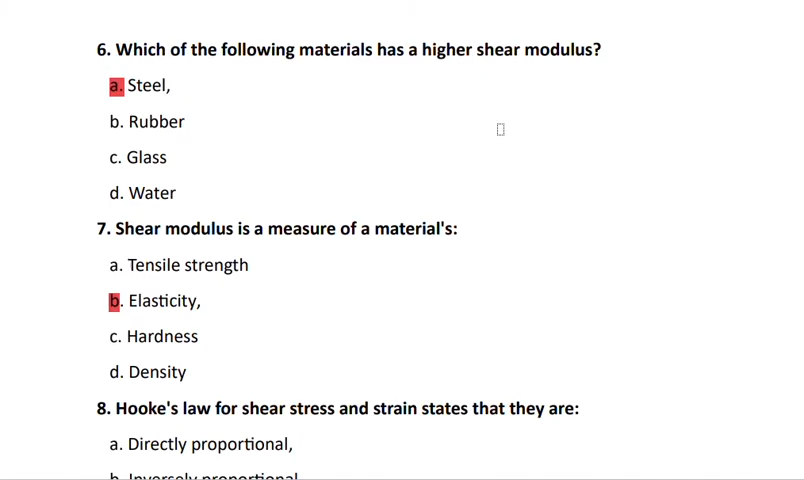 6. Which of the following materials has a higher shear modulus?
a. Steel,
b. Rubber
c. Glass
d. Water
7. Shear modulus is a measure of a material's:
a. Tensile strength
b. Elasticity,
c. Hardness
d. Density
8. Hooke's law for shear stress and strain states that they are:
a. Directly proportional,
b. Inversely proportional